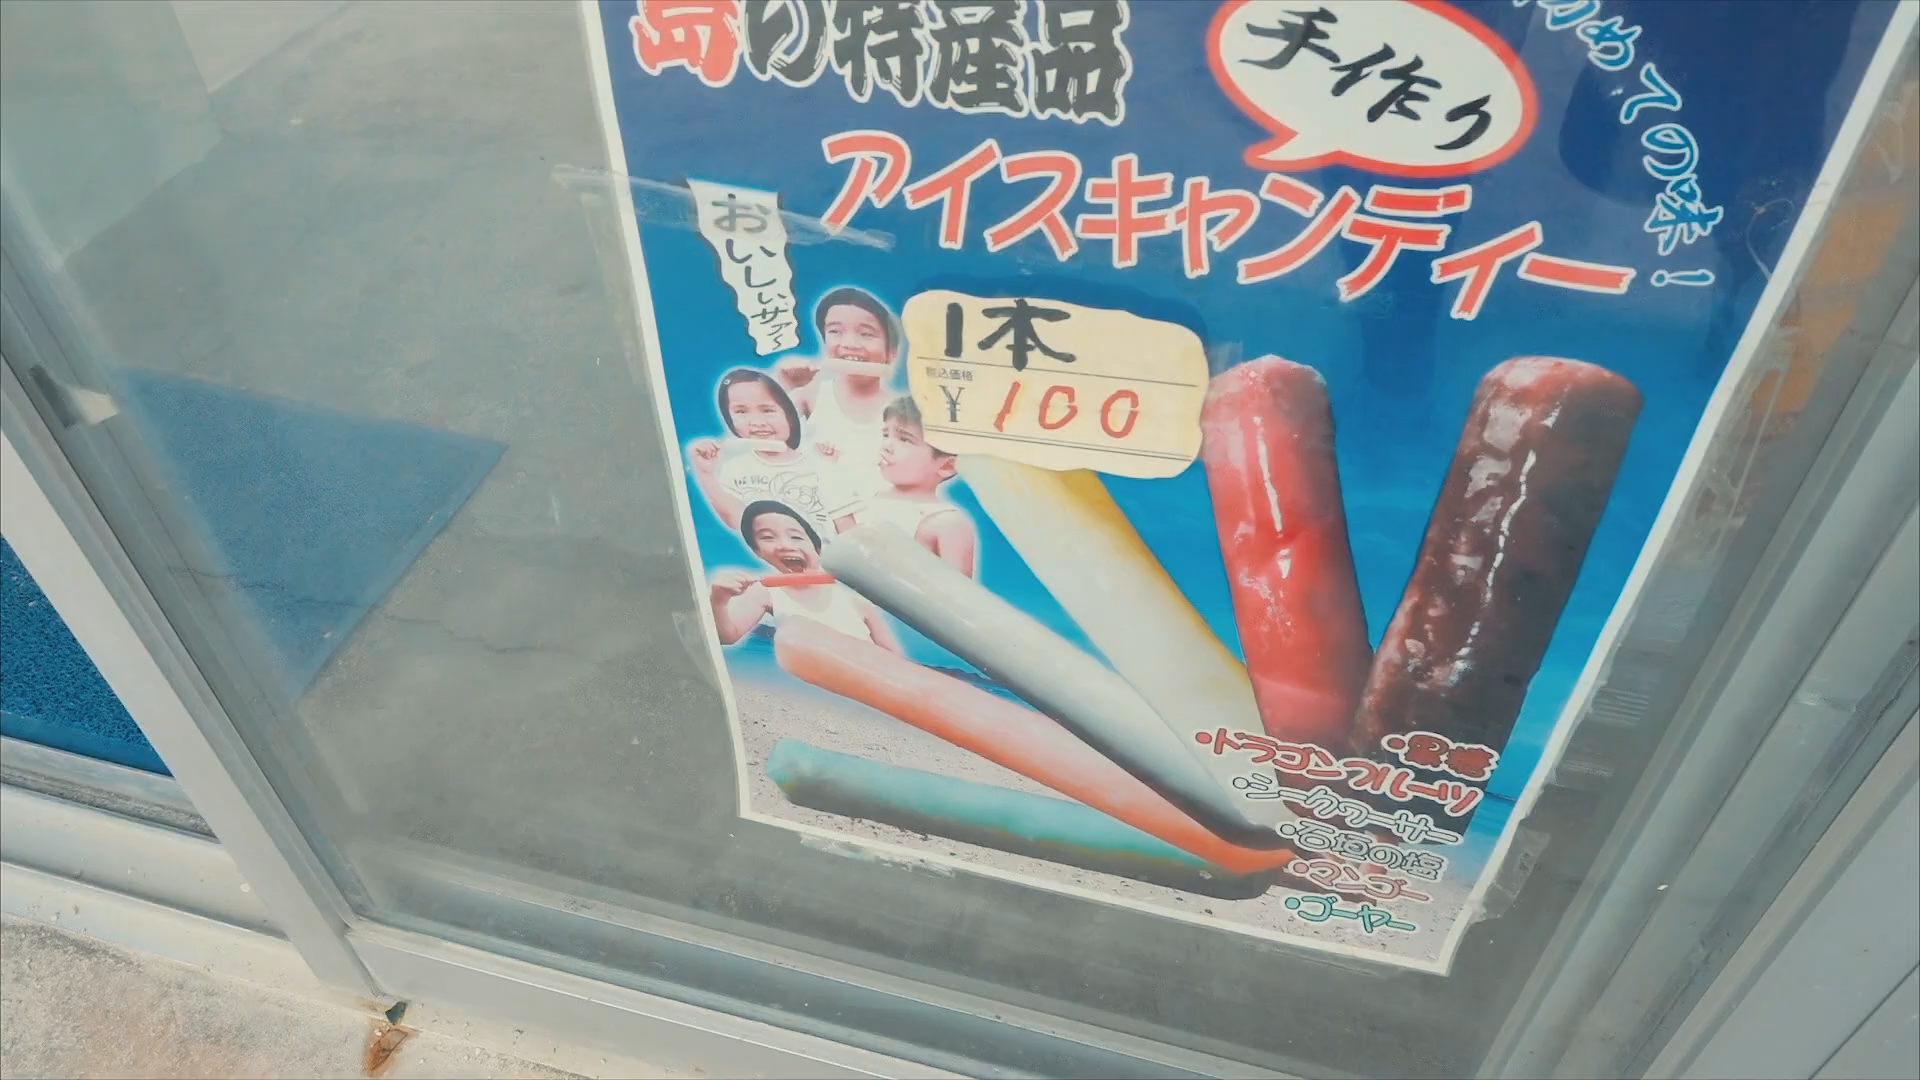 島の特産品
手作り
初めての味!
アイスキャンディー
おいしいサァ〜
1本
税込価格
¥100
・黒糖
・ドラゴンフルーツ
・シークワーサー
・石垣の塩
・マンゴー
・ゴーヤー